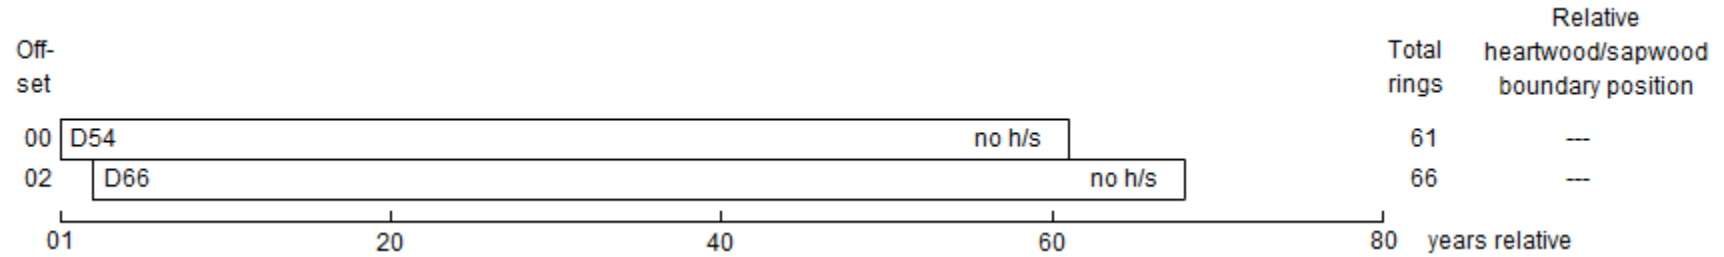 Relative
Off-
Total
heartwood/sapwood
set
rings
boundary position
00 D54 no h/s 61 ---
02 D66 no h/s 66 ---
01 20 40 60 80 years relative